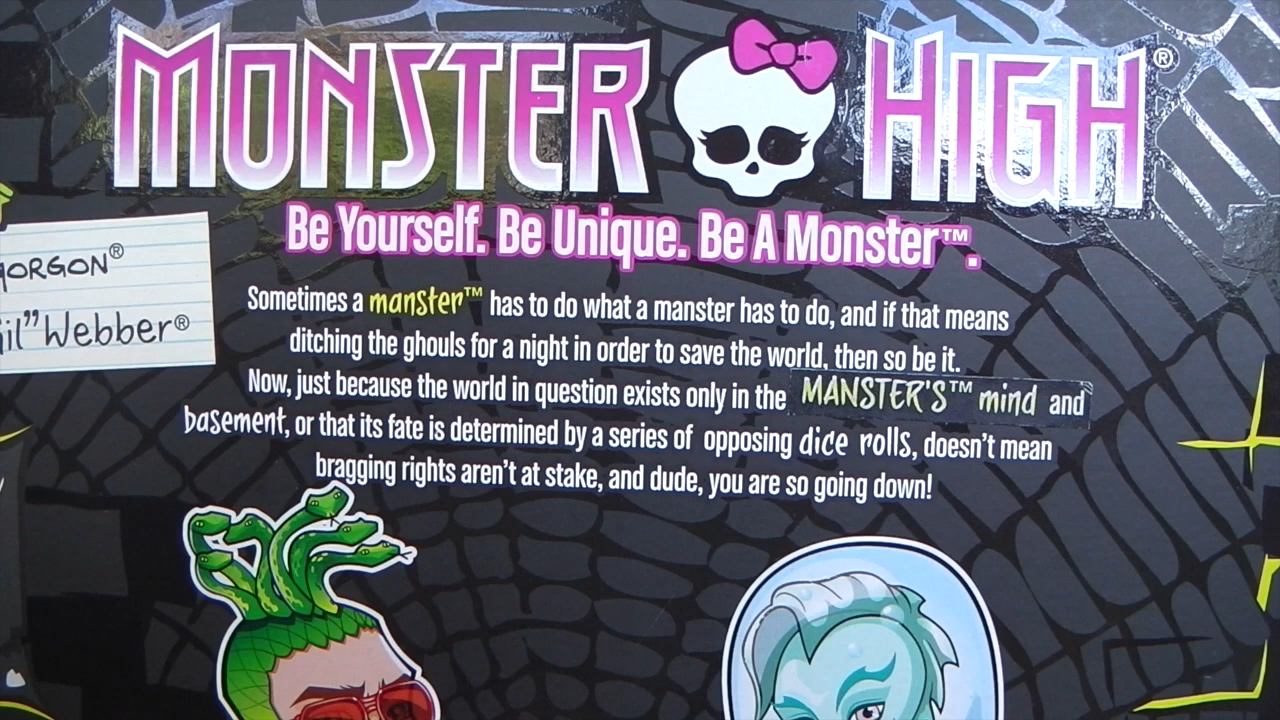 MONSTER HIGH®
Be Yourself. Be Unique. Be A Monster™.
GORGON®
il” Webber®
Sometimes a manster™ has to do what a manster has to do, and if that means
ditching the ghouls for a night in order to save the world, then so be it.
Now, just because the world in question exists only in the MANSTER'S™ mind and
basement, or that its fate is determined by a series of opposing dice rolls, doesn't mean
bragging rights aren't at stake, and dude, you are so going down!